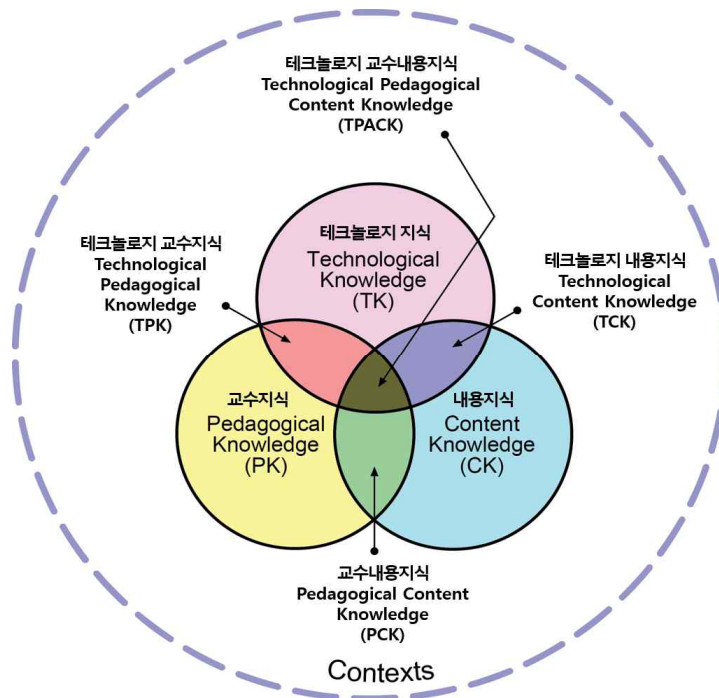 테크놀로지 교수내용지식
Technological Pedagogical
Content Knowledge
(TPACK)
테크놀로지 교수지식
Technological
Pedagogical
Knowledge
(TPK)
테크놀로지 지식
Technological
Knowledge
(TK)
테크놀로지 내용지식
Technological
Content Knowledge
(TCK)
교수지식
Pedagogical
Knowledge
(PK)
내용지식
Content
Knowledge
(CK)
교수내용지식
Pedagogical Content
Knowledge
(PCK)
Contexts